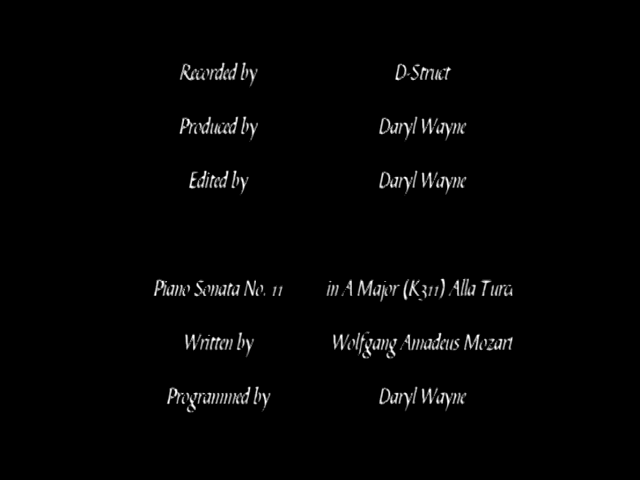 Recorded by D-Struct
Produced by Daryl Wayne
Edited by Daryl Wayne
Piano Sonata No. 11 in A Major (K311) Alla Turca
Written by Wolfgang Amadeus Mozart
Programmed by Daryl Wayne